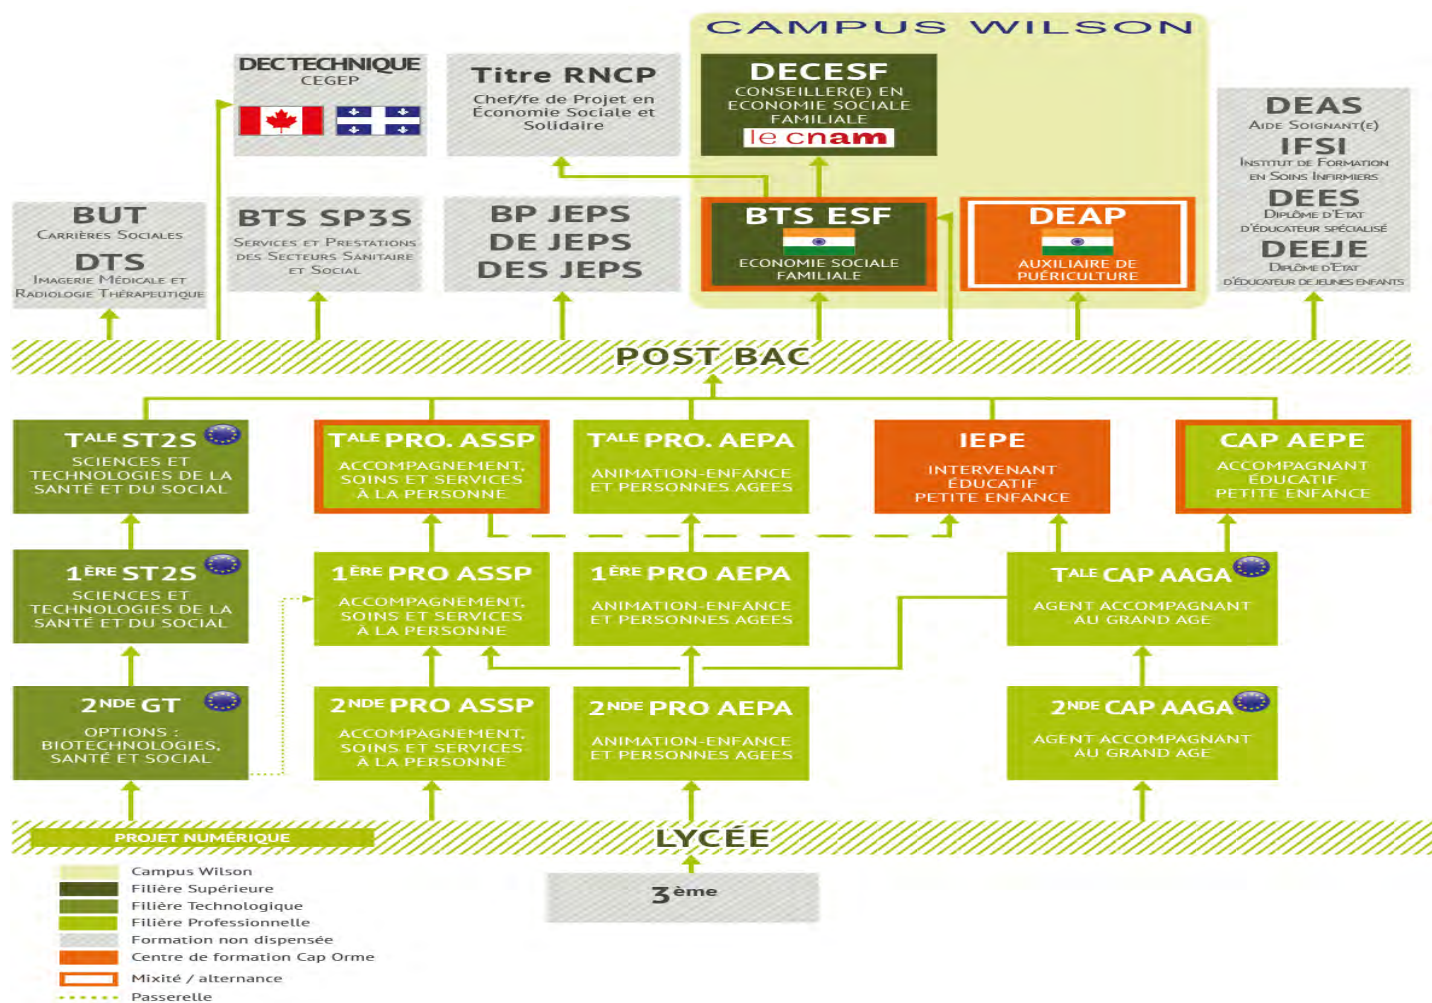 CAMPUS WILSON
DEC TECHNIQUE
CEGEP
Titre RNCP
Chef/fe de Projet en
Économie Sociale et
Solidaire
DECESF
CONSEILLER(E) EN
ECONOMIE SOCIALE
FAMILIALE
le cnam
DEAS
AIDE SOIGNANT(E)
IFSI
INSTITUT DE FORMATION
EN SOINS INFIRMIERS
DEES
DIPLÔME D'ETAT
D'ÉDUCATEUR SPÉCIALISÉ
DEEJE
DIPLÔME D'ETAT
D'ÉDUCATEUR DE JEUNES ENFANTS
BUT
CARRIÈRES SOCIALES
DTS
IMAGERIE MÉDICALE ET
RADIOLOGIE THÉRAPEUTIQUE
BTS SP3S
SERVICES ET PRESTATIONS
DES SECTEURS SANITAIRE
ET SOCIAL
BP JEPS
DE JEPS
DES JEPS
BTS ESF
ECONOMIE SOCIALE
FAMILIALE
DEAP
AUXILIAIRE DE
PUÉRICULTURE
POST BAC
TALE ST2S
SCIENCES ET
TECHNOLOGIES DE LA
SANTÉ ET DU SOCIAL
TALE PRO. ASSP
ACCOMPAGNEMENT,
SOINS ET SERVICES
À LA PERSONNE
TALE PRO. AEPA
ANIMATION-ENFANCE
ET PERSONNES AGEES
IEPE
INTERVENANT
ÉDUCATIF
PETITE ENFANCE
CAP AEPE
ACCOMPAGNANT
ÉDUCATIF
PETITE ENFANCE
1ÈRE ST2S
SCIENCES ET
TECHNOLOGIES DE LA
SANTÉ ET DU SOCIAL
1ÈRE PRO ASSP
ACCOMPAGNEMENT,
SOINS ET SERVICES
À LA PERSONNE
1ÈRE PRO AEPA
ANIMATION-ENFANCE
ET PERSONNES AGEES
TALE CAP AAGA
AGENT ACCOMPAGNANT
AU GRAND AGE
2NDE GT
OPTIONS :
BIOTECHNOLOGIES,
SANTÉ ET SOCIAL
2NDE PRO ASSP
ACCOMPAGNEMENT,
SOINS ET SERVICES
À LA PERSONNE
2NDE PRO AEPA
ANIMATION-ENFANCE
ET PERSONNES AGEES
2NDE CAP AAGA
AGENT ACCOMPAGNANT
AU GRAND AGE
PROJET NUMÉRIQUE
LYCÉE
3ème
Campus Wilson
Filière Supérieure
Filière Technologique
Filière Professionnelle
Formation non dispensée
Centre de formation Cap Orme
Mixité / alternance
Passerelle